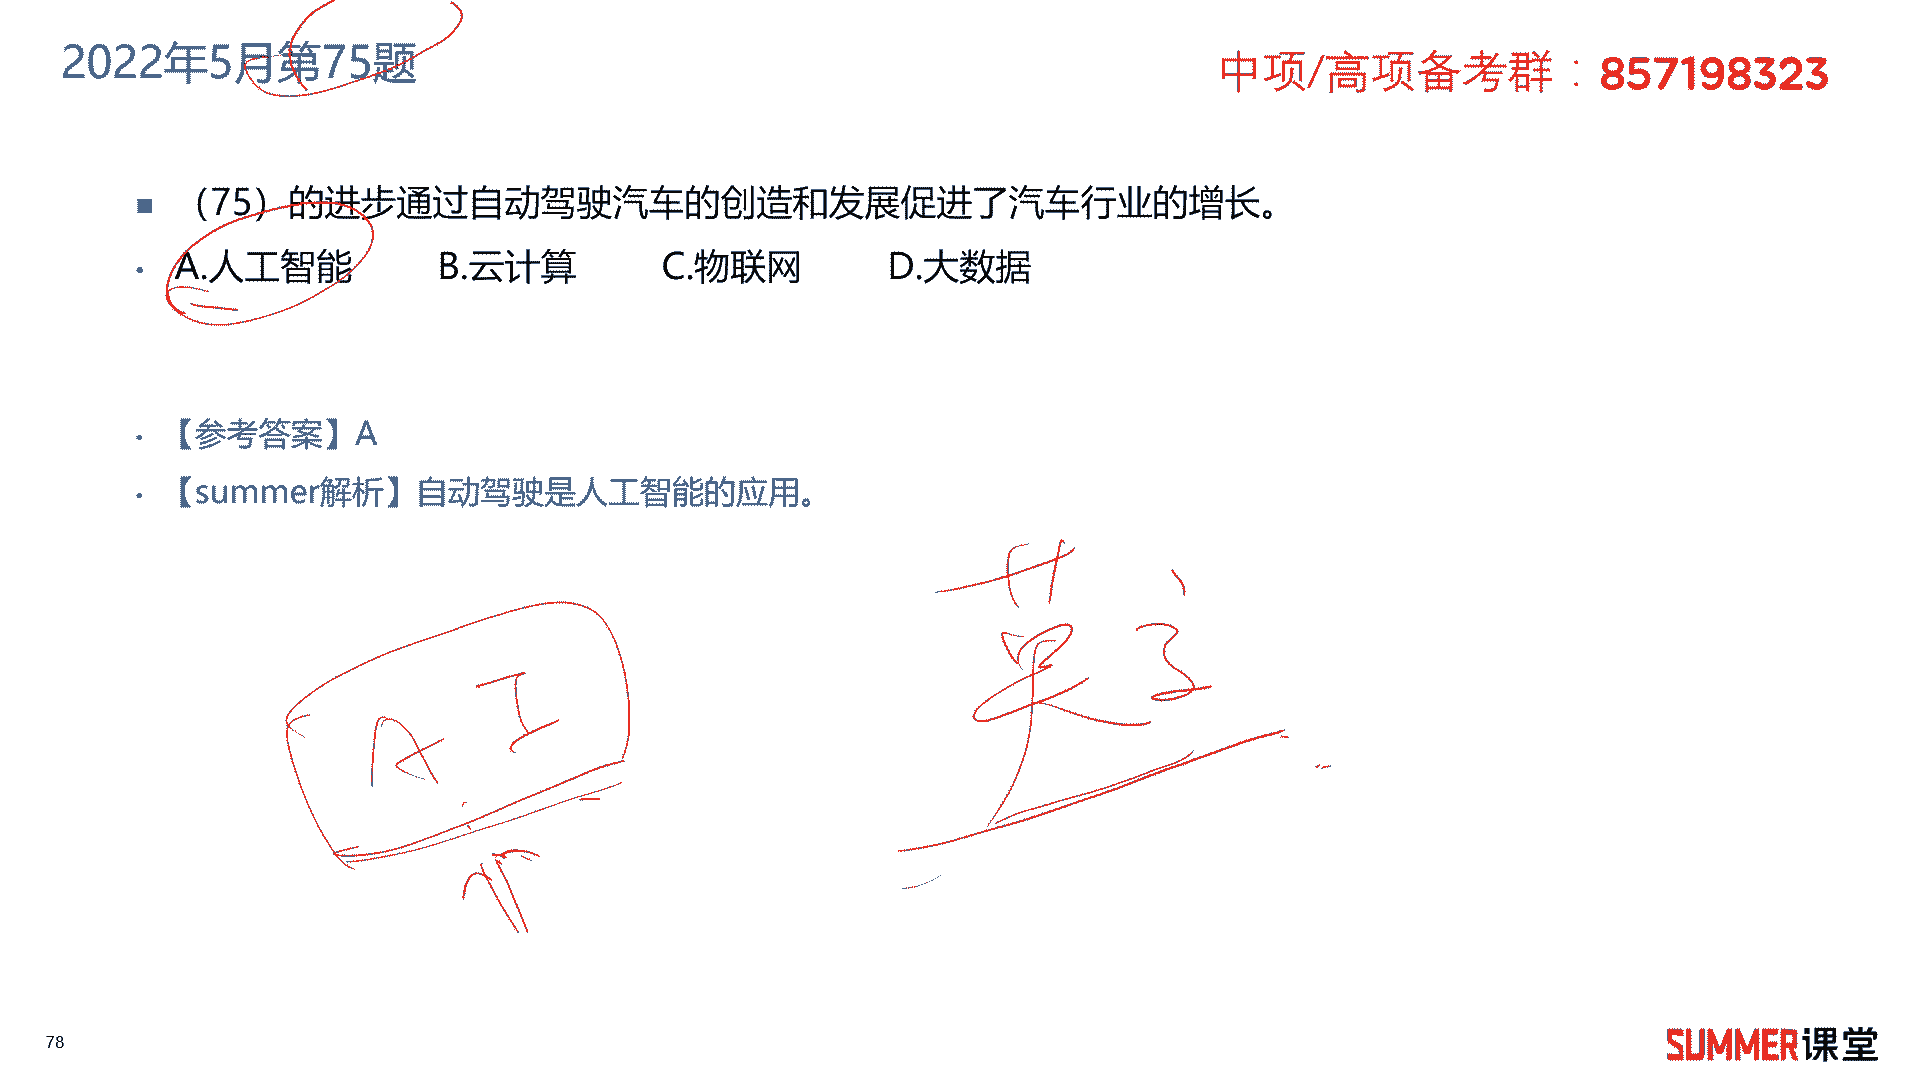 2022年5月第75题
中项/高项备考群：857198323
（75）的进步通过自动驾驶汽车的创造和发展促进了汽车行业的增长。
A.人工智能 B.云计算 C.物联网 D.大数据
【参考答案】A
【summer解析】自动驾驶是人工智能的应用。
AI
78
SUMMER课堂